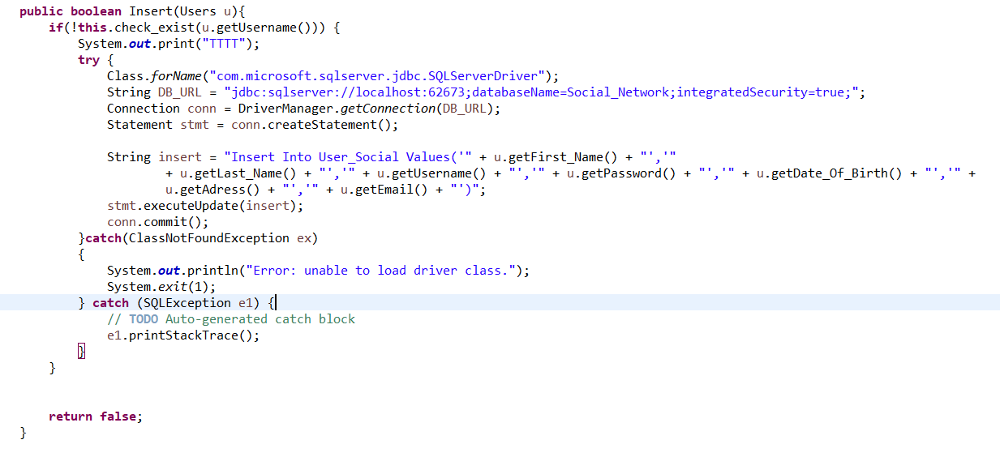 public boolean Insert(Users u){
if(!this.check_exist(u.getUsername())) {
System.out.print("TTTT");
try {
Class.forName("com.microsoft.sqlserver.jdbc.SQLServerDriver");
String DB_URL = "jdbc:sqlserver://localhost:62673;databaseName=Social_Network;integratedSecurity=true;";
Connection conn = DriverManager.getConnection(DB_URL);
Statement stmt = conn.createStatement();
String insert = "Insert Into User_Social Values('" + u.getFirst_Name() + "','"
+ u.getLast_Name() + "','" + u.getUsername() + "','" + u.getPassword() + "','" + u.getDate_Of_Birth() + "','" +
u.getAdress() + "','" + u.getEmail() + "')";
stmt.executeUpdate(insert);
conn.commit();
}catch(ClassNotFoundException ex)
{
System.out.println("Error: unable to load driver class.");
System.exit(1);
} catch (SQLException e1) {
// TODO Auto-generated catch block
e1.printStackTrace();
}
}
return false;
}